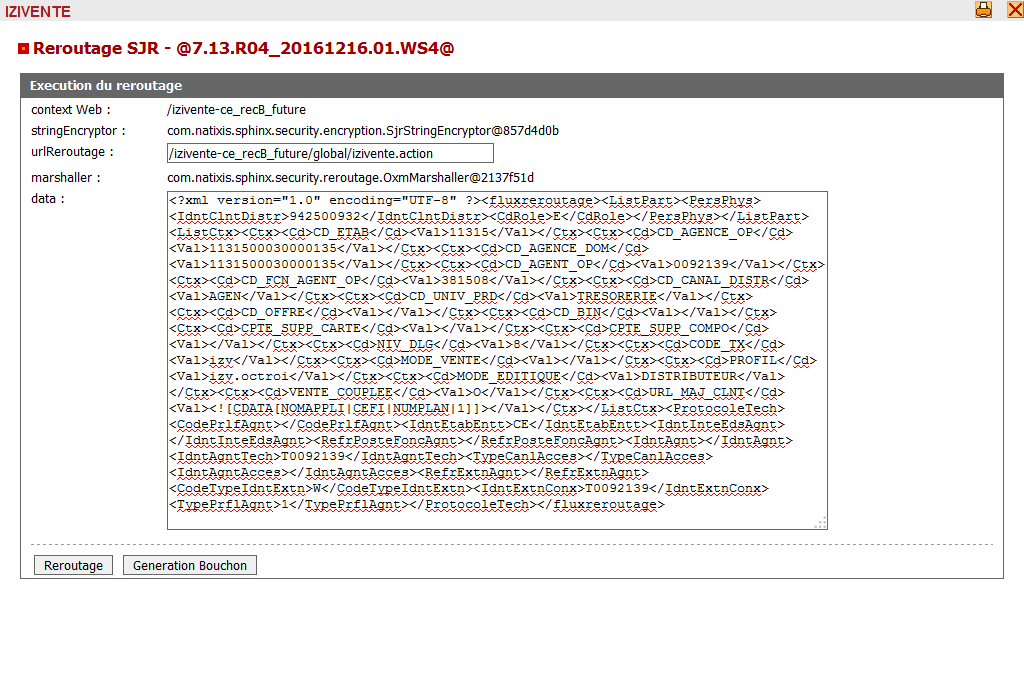 IZIVENTE
Reroutage SJR - @7.13.R04_20161216.01.WS4@
Execution du reroutage
context Web : /izivente-ce_recB_future
stringEncryptor : com.natixis.sphinx.security.encryption.SjrStringEncryptor@857d4d0b
urlReroutage : /izivente-ce_recB_future/global/izivente.action
marshaller : com.natixis.sphinx.security.reroutage.OxmMarshaller@2137f51d
data : <?xml version="1.0" encoding="UTF-8" ?><fluxreroutage><ListPart><PersPhys>
<IdntClntDistr>942500932</IdntClntDistr><CdRole>E</CdRole></PersPhys></ListPart>
<ListCtx><Ctx><Cd>CD_ETAB</Cd><Val>11315</Val></Ctx><Ctx><Cd>CD_AGENCE_OP</Cd>
<Val>1131500030000135</Val></Ctx><Ctx><Cd>CD_AGENCE_DOM</Cd>
<Val>1131500030000135</Val></Ctx><Ctx><Cd>CD_AGENT_OP</Cd><Val>0092139</Val></Ctx>
<Ctx><Cd>CD_FCN_AGENT_OP</Cd><Val>381508</Val></Ctx><Ctx><Cd>CD_CANAL_DISTR</Cd>
<Val>AGEN</Val></Ctx><Ctx><Cd>CD_UNIV_PRD</Cd><Val>TRESORERIE</Val></Ctx>
<Ctx><Cd>CD_OFFRE</Cd><Val></Val></Ctx><Ctx><Cd>CD_BIN</Cd><Val></Val></Ctx>
<Ctx><Cd>CPTE_SUPP_CARTE</Cd><Val></Val></Ctx><Ctx><Cd>CPTE_SUPP_COMPO</Cd>
<Val></Val></Ctx><Ctx><Cd>NIV_DLG</Cd><Val>8</Val></Ctx><Ctx><Cd>CODE_TX</Cd>
<Val>izv</Val></Ctx><Ctx><Cd>MODE_VENTE</Cd><Val></Val></Ctx><Ctx><Cd>PROFIL</Cd>
<Val>izv.octroi</Val></Ctx><Ctx><Cd>MODE_EDITIQUE</Cd><Val>DISTRIBUTEUR</Val>
</Ctx><Ctx><Cd>VENTE_COUPLEE</Cd><Val>O</Val></Ctx><Ctx><Cd>URL_MAJ_CLNT</Cd>
<Val><![CDATA[NOMAPPLI|CEFI|NUMPLAN|1]]></Val></Ctx></ListCtx><ProtocoleTech>
<CodePrlfAgnt></CodePrlfAgnt><IdntEtabEntt>CE</IdntEtabEntt><IdntInteEdsAgnt>
</IdntInteEdsAgnt><RefrPosteFoncAgnt></RefrPosteFoncAgnt><IdntAgnt></IdntAgnt>
<IdntAgntTech>T0092139</IdntAgntTech><TypeCanlAcces></TypeCanlAcces>
<IdntAgntAcces></IdntAgntAcces><RefrExtnAgnt></RefrExtnAgnt>
<CodeTypeIdntExtn>W</CodeTypeIdntExtn><IdntExtnConx>T0092139</IdntExtnConx>
<TypePrflAgnt>1</TypePrflAgnt></ProtocoleTech></fluxreroutage>
Reroutage Generation Bouchon